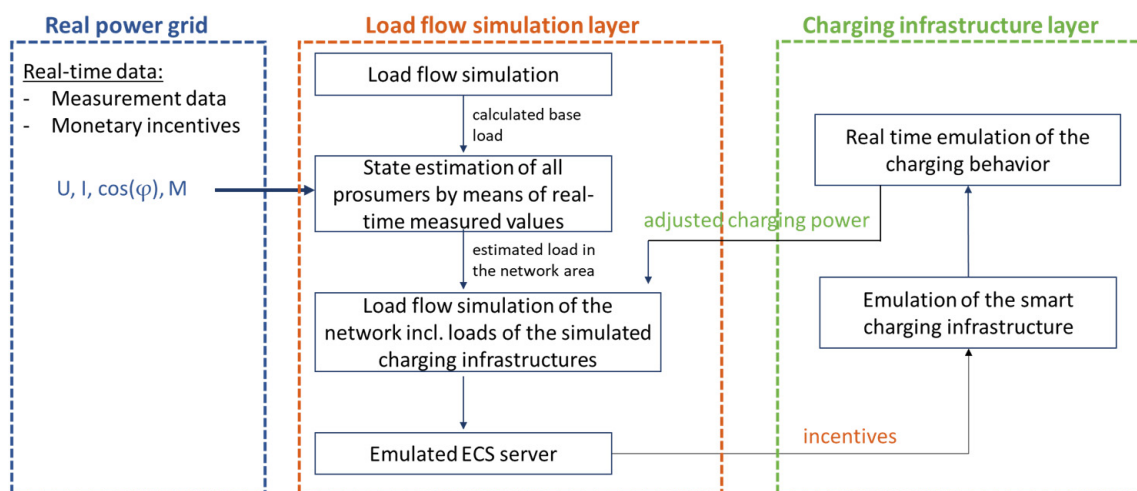 Real power grid
Real-time data:
- Measurement data
- Monetary incentives
U, I, cos(φ), M
Load flow simulation layer
Load flow simulation
calculated base
load
State estimation of all
prosumers by means of real-
time measured values
estimated load in
the network area
Load flow simulation of the
network incl. loads of the simulated
charging infrastructures
Emulated ECS server
Charging infrastructure layer
Real time emulation of the
charging behavior
adjusted charging power
Emulation of the smart
charging infrastructure
incentives